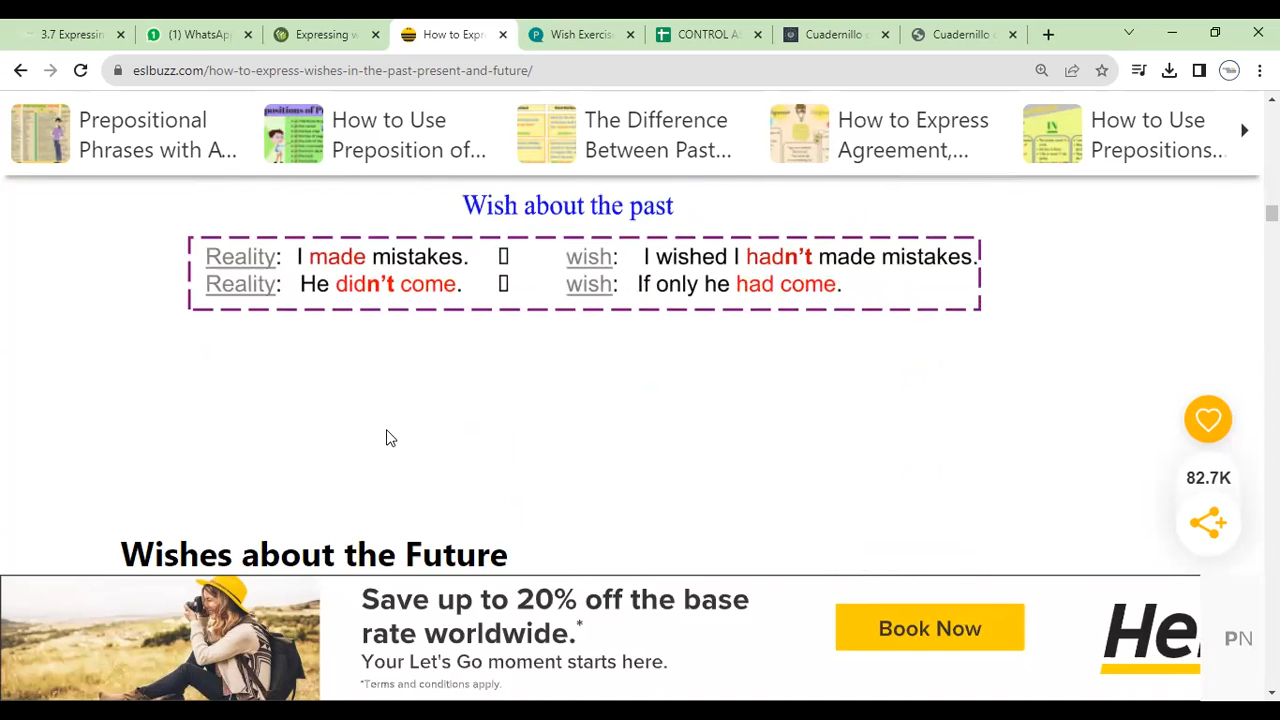 3.7 Expressin
(1) WhatsAp
Expressing w
How to Expr
Wish Exercis
CONTROL A
Cuadernillo d
Cuadernillo d
eslbuzz.com/how-to-express-wishes-in-the-past-present-and-future/
Prepositional
Phrases with A...
positions of P
How to Use
Preposition of...
The Difference
Between Past...
How to Express
Agreement,...
How to Use
Prepositions...
Wish about the past
Reality: I made mistakes. wish: I wished I hadn't made mistakes.
Reality: He didn't come. wish: If only he had come.
82.7K
Wishes about the Future
Save up to 20% off the base
rate worldwide.*
Your Let's Go moment starts here.
*Terms and conditions apply.
Book Now
He
PN